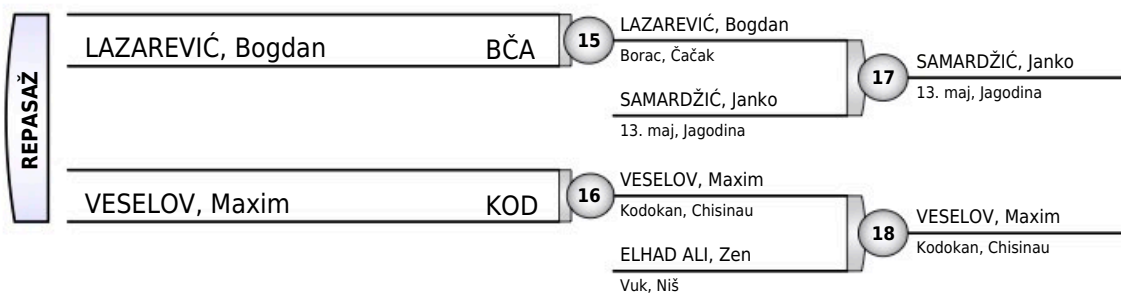 REPASAŽ
LAZAREVIĆ, Bogdan BČA
15
LAZAREVIĆ, Bogdan
Borac, Čačak
SAMARDŽIĆ, Janko
13. maj, Jagodina
17
SAMARDŽIĆ, Janko
13. maj, Jagodina
VESELOV, Maxim KOD
16
VESELOV, Maxim
Kodokan, Chisinau
ELHAD ALI, Zen
Vuk, Niš
18
VESELOV, Maxim
Kodokan, Chisinau